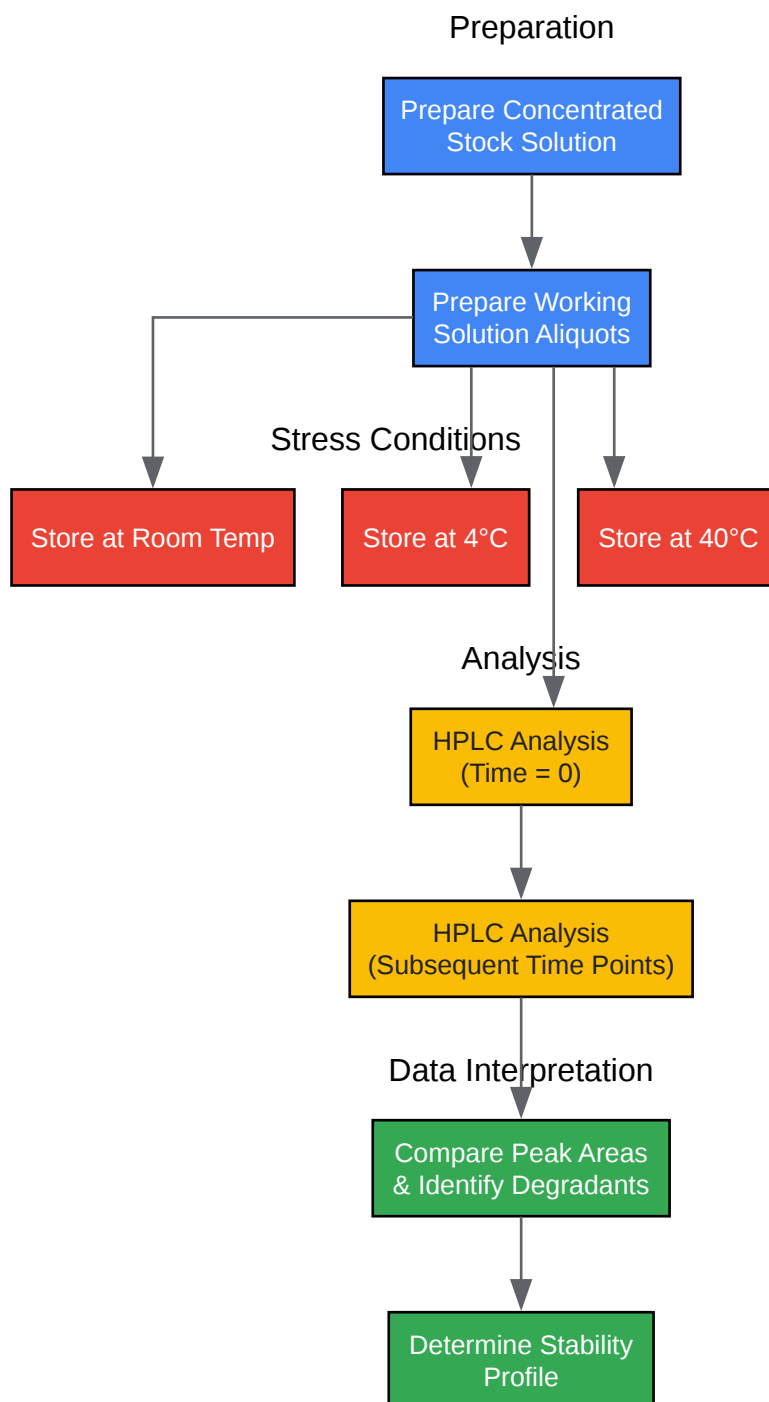 Preparation
Prepare Concentrated
Stock Solution
Prepare Working
Solution Aliquots
Stress Conditions
Store at Room Temp
Store at 4°C
Store at 40°C
Analysis
HPLC Analysis
(Time = 0)
HPLC Analysis
(Subsequent Time Points)
Data Interpretation
Compare Peak Areas
& Identify Degradants
Determine Stability
Profile